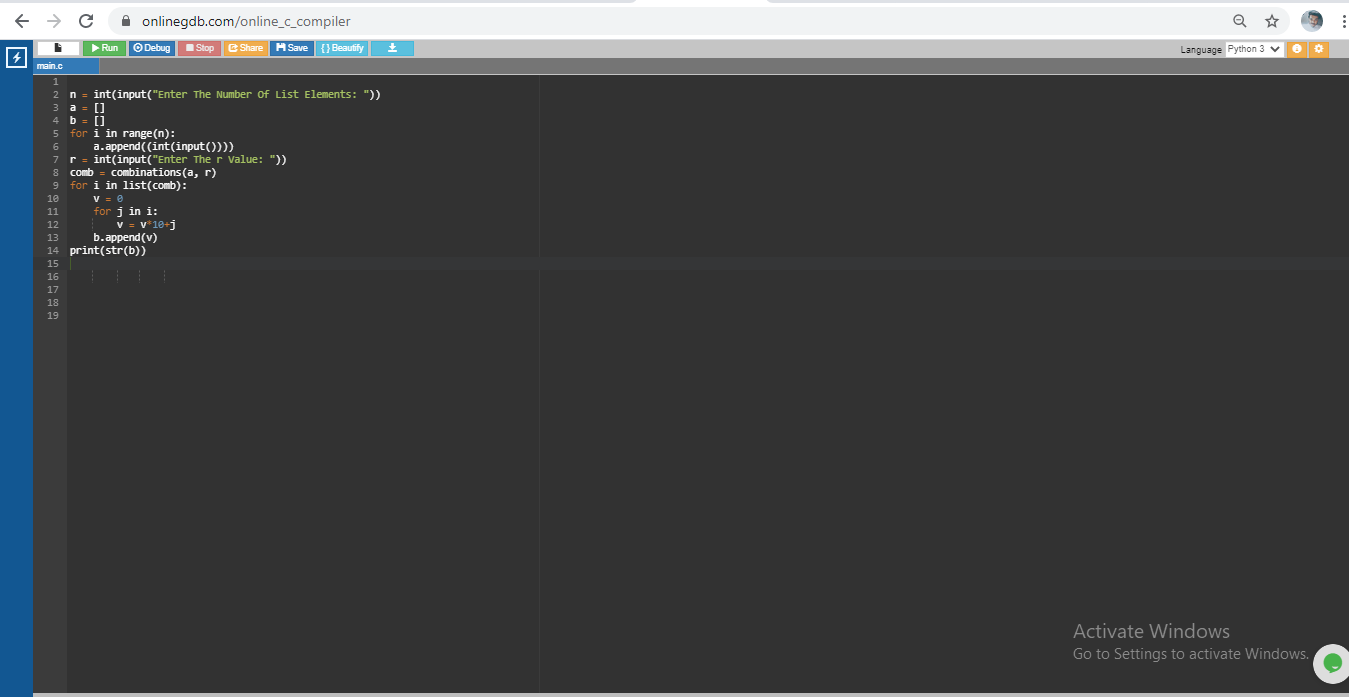 onlinegdb.com/online_c_compiler
Run Debug Stop Share Save { } Beautify
Language Python 3
main.c
1
2 n = int(input("Enter The Number Of List Elements: "))
3 a = []
4 b = []
5 for i in range(n):
6 a.append((int(input())))
7 r = int(input("Enter The r Value: "))
8 comb = combinations(a, r)
9 for i in list(comb):
10 v = 0
11 for j in i:
12 v = v*10+j
13 b.append(v)
14 print(str(b))
15
16
17
18
19
Activate Windows
Go to Settings to activate Windows.